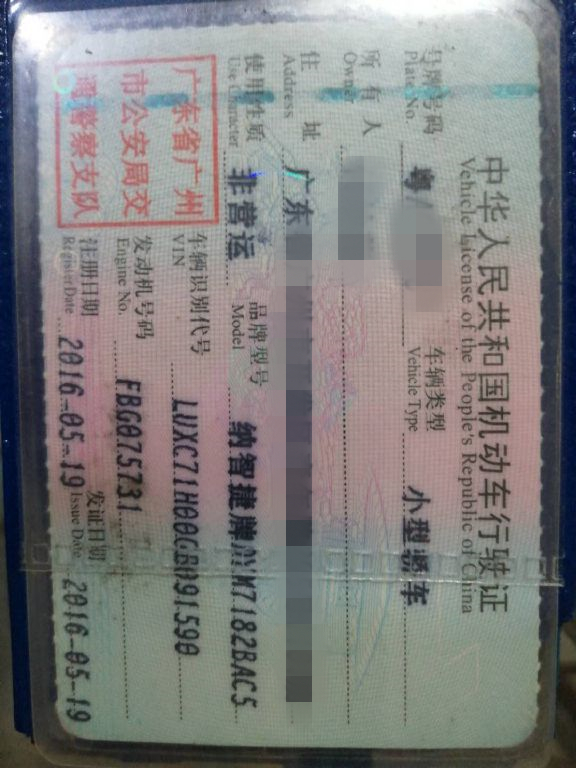 中华人民共和国机动车行驶证
Vehicle License of the People's Republic of China
号牌号码 粤 车辆类型 小型轿车
Plate No. Vehicle Type
所有人
Owner
住址 广东
Address
使用性质 非营运 品牌型号 纳智捷牌 M7182BAC5
Use Character Model
广东省广州市公安局交通警察支队
车辆识别代号 LUXC71H00GB091590
VIN
发动机号码 FBG075731
Engine No.
注册日期 2016-05-19 发证日期 2016-05-19
Register Date Issue Date